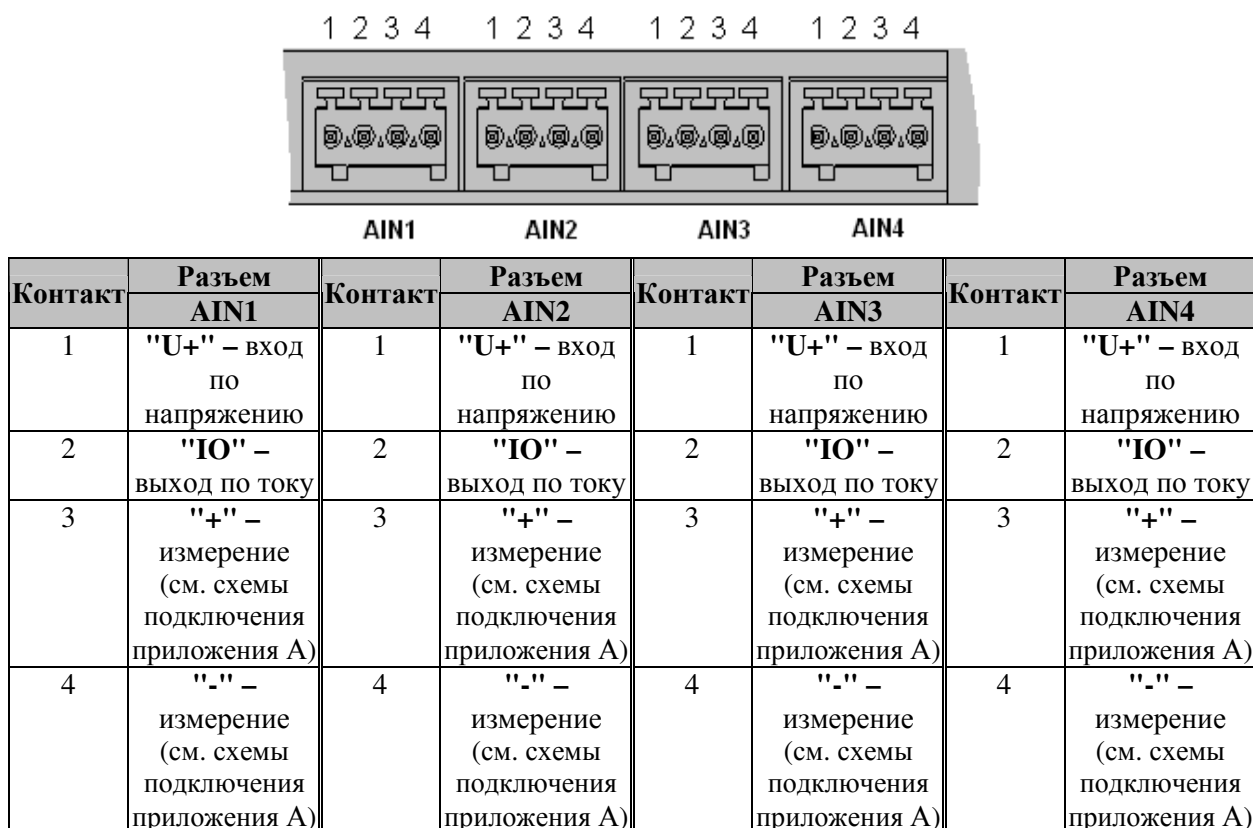 1 2 3 4 1 2 3 4 1 2 3 4 1 2 3 4
AIN1 AIN2 AIN3 AIN4
Контакт Разъем Контакт Разъем Контакт Разъем Контакт Разъем
AIN1 AIN2 AIN3 AIN4
1 "U+" – вход 1 "U+" – вход 1 "U+" – вход 1 "U+" – вход
по по по по
напряжению напряжению напряжению напряжению
2 "IO" – 2 "IO" – 2 "IO" – 2 "IO" –
выход по току выход по току выход по току выход по току
3 "+" – 3 "+" – 3 "+" – 3 "+" –
измерение измерение измерение измерение
(см. схемы (см. схемы (см. схемы (см. схемы
подключения подключения подключения подключения
приложения А) приложения А) приложения А) приложения А)
4 "-" – 4 "-" – 4 "-" – 4 "-" –
измерение измерение измерение измерение
(см. схемы (см. схемы (см. схемы (см. схемы
подключения подключения подключения подключения
приложения А) приложения А) приложения А) приложения А)